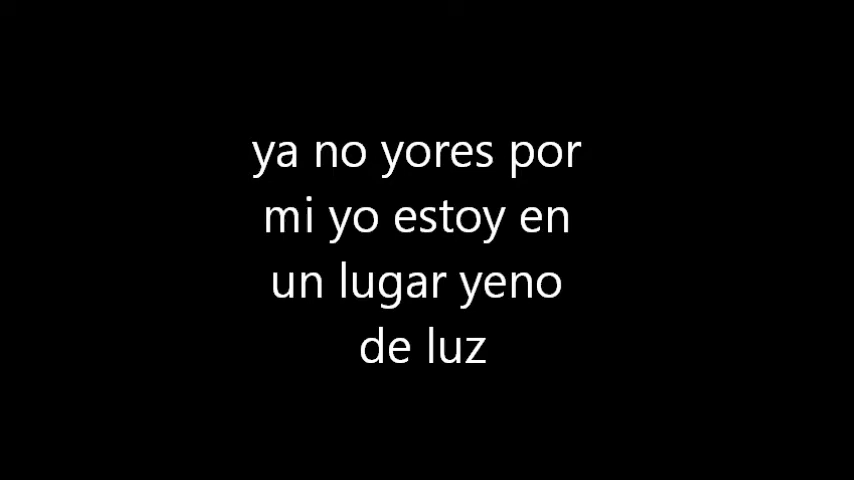 ya no yores por
mi yo estoy en
un lugar yeno
de luz